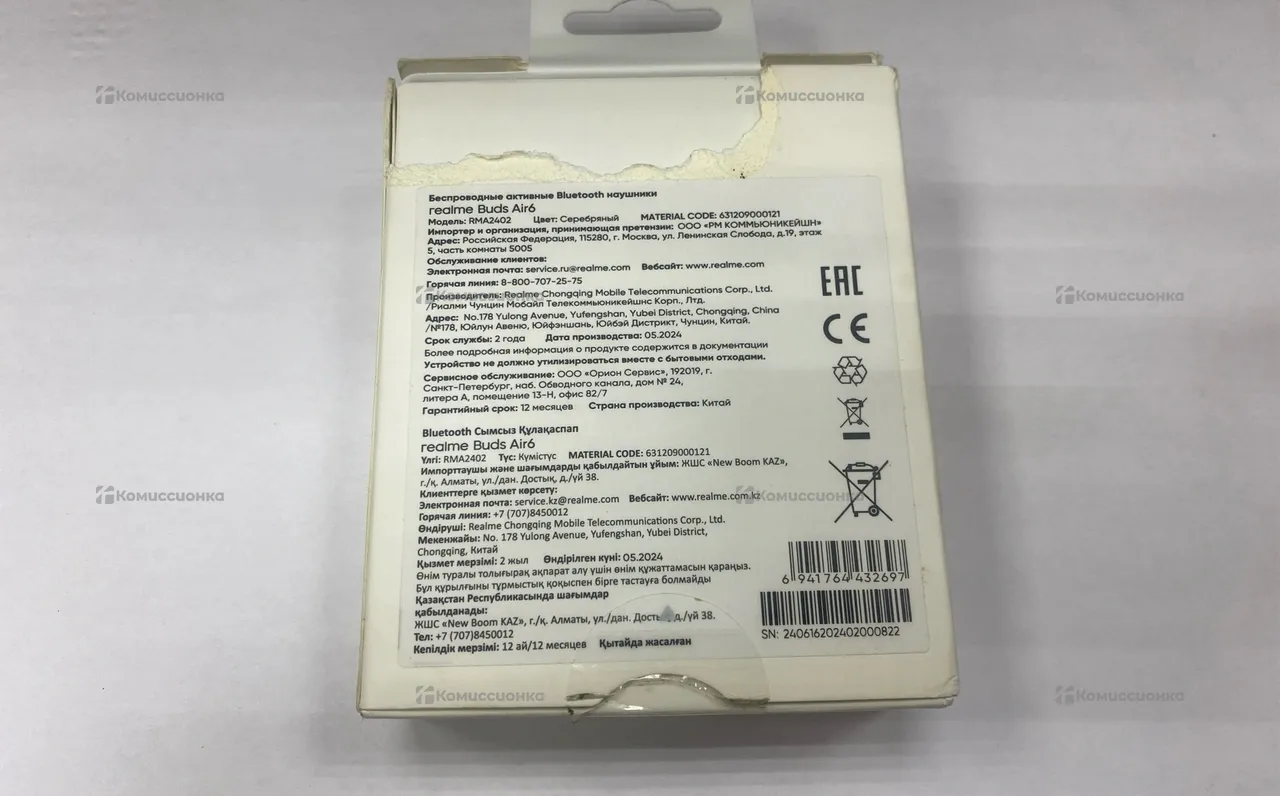 Комиссионка
Комиссионка
Беспроводные активные Bluetooth наушники
realme Buds Air6
Модель: RMA2402 Цвет: Серебряный MATERIAL CODE: 631209000121
Импортер и организация, принимающая претензии: ООО «РМ КОММЬЮНИКЕЙШН»
Адрес: Российская Федерация, 115280, г. Москва, ул. Ленинская Слобода, д.19, этаж
5, часть комнаты 5005
Обслуживание клиентов:
Электронная почта: service.ru@realme.com Вебсайт: www.realme.com
Горячая линия: 8-800-707-25-75
Производитель: Realme Chongqing Mobile Telecommunications Corp., Ltd.
/Риалми Чунцин Мобайл Телекоммьюникейшнс Корп., Лтд.
Адрес: No.178 Yulong Avenue, Yufengshan, Yubei District, Chongqing, China
/№178, Юйлун Авеню, Юйфэншань, Юйбэй Дистрикт, Чунцин, Китай.
Срок службы: 2 года Дата производства: 05.2024
Более подробная информация о продукте содержится в документации
Устройство не должно утилизироваться вместе с бытовыми отходами.
Сервисное обслуживание: ООО «Орион Сервис», 192019, г.
Санкт-Петербург, наб. Обводного канала, дом № 24,
литера А, помещение 13-Н, офис 82/7
Гарантийный срок: 12 месяцев Страна производства: Китай
EAC
CE
Комиссионка
Комиссионка
Bluetooth Сымсыз Құлақаспап
realme Buds Air6
Үлгі: RMA2402 Түс: Күмістус MATERIAL CODE: 631209000121
Импорттаушы және шағымдарды қабылдайтын ұйым: ЖШС «New Boom KAZ»,
г./қ. Алматы, ул./дан. Достық, д./үй 38.
Клиенттерге қызмет көрсету:
Электронная почта: service.kz@realme.com Вебсайт: www.realme.com.kz
Горячая линия: +7 (707)8450012
Өндіруші: Realme Chongqing Mobile Telecommunications Corp., Ltd.
Мекенжайы: No. 178 Yulong Avenue, Yufengshan, Yubei District,
Chongqing, Китай
Қызмет мерзімі: 2 жыл Өндірілген күні: 05.2024
Өнім туралы толығырақ ақпарат алу үшін өнім құжаттамасын қараңыз.
Бұл құрылғыны тұрмыстық қоқыспен бірге тастауға болмайды
Қазақстан Республикасында шағымдар
қабылданады:
ЖШС «New Boom KAZ», г./қ. Алматы, ул./дан. Достық, д./үй 38.
Тел: +7 (707)8450012
Кепілдік мерзімі: 12 ай/12 месяцев Қытайда жасалған
6 941764 432697
SN: 240616202402000822
Комиссионка
Комиссионка
Комиссионка
Комиссионка